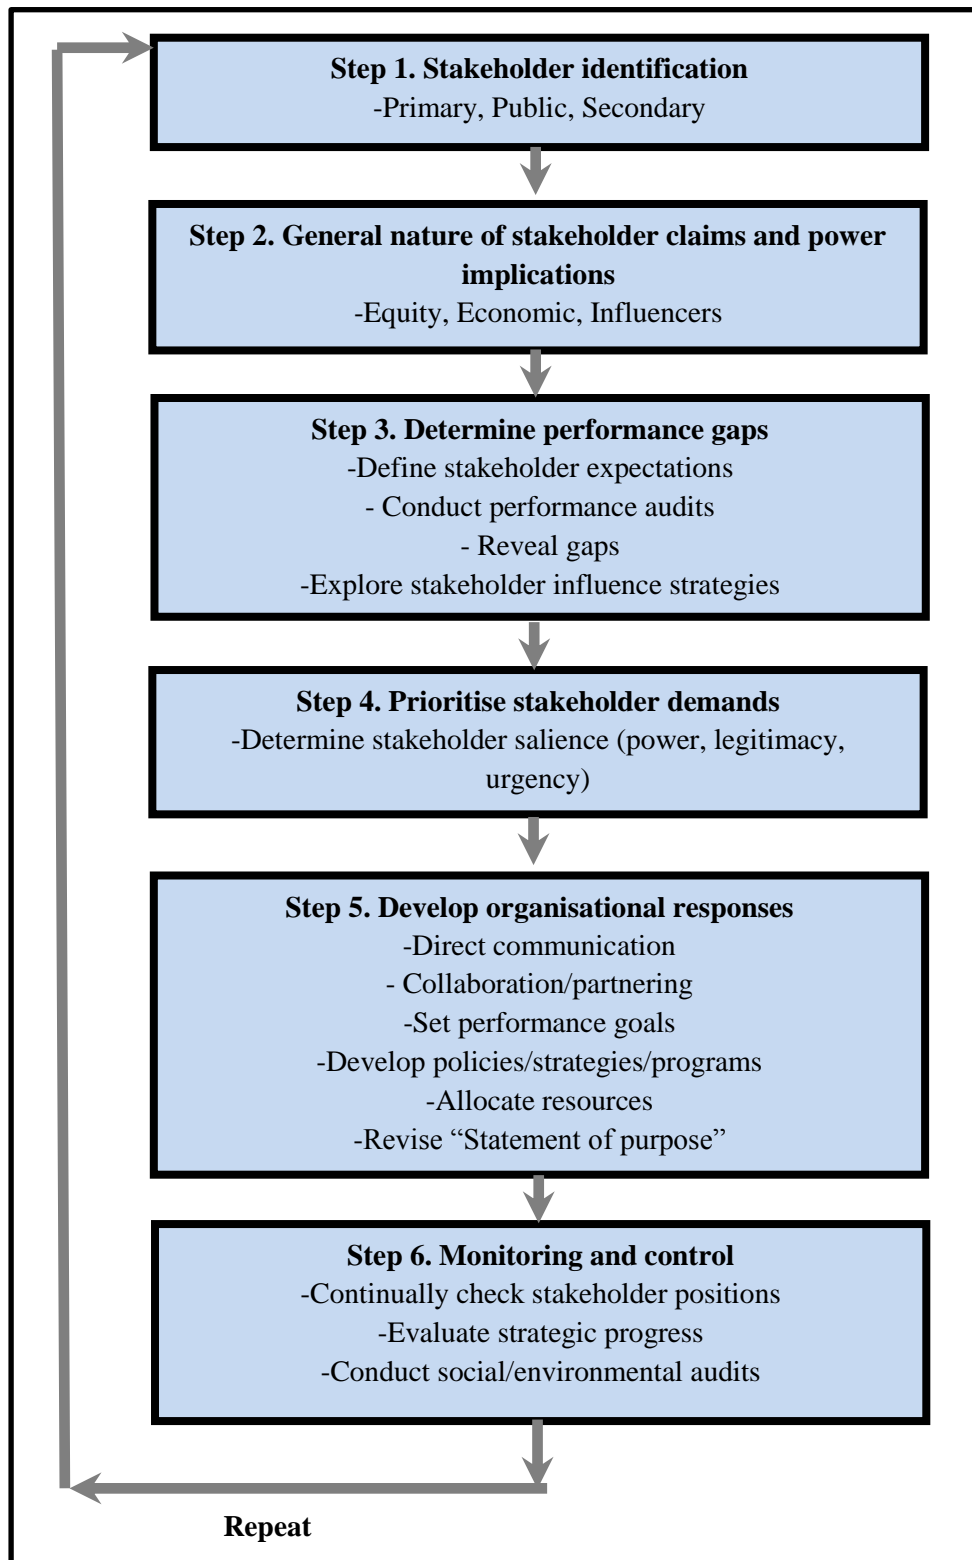 Step 1. Stakeholder identification
-Primary, Public, Secondary
Step 2. General nature of stakeholder claims and power
implications
-Equity, Economic, Influencers
Step 3. Determine performance gaps
-Define stakeholder expectations
- Conduct performance audits
- Reveal gaps
-Explore stakeholder influence strategies
Step 4. Prioritise stakeholder demands
-Determine stakeholder salience (power, legitimacy,
urgency)
Step 5. Develop organisational responses
-Direct communication
- Collaboration/partnering
-Set performance goals
-Develop policies/strategies/programs
-Allocate resources
-Revise “Statement of purpose”
Step 6. Monitoring and control
-Continually check stakeholder positions
-Evaluate strategic progress
-Conduct social/environmental audits
Repeat